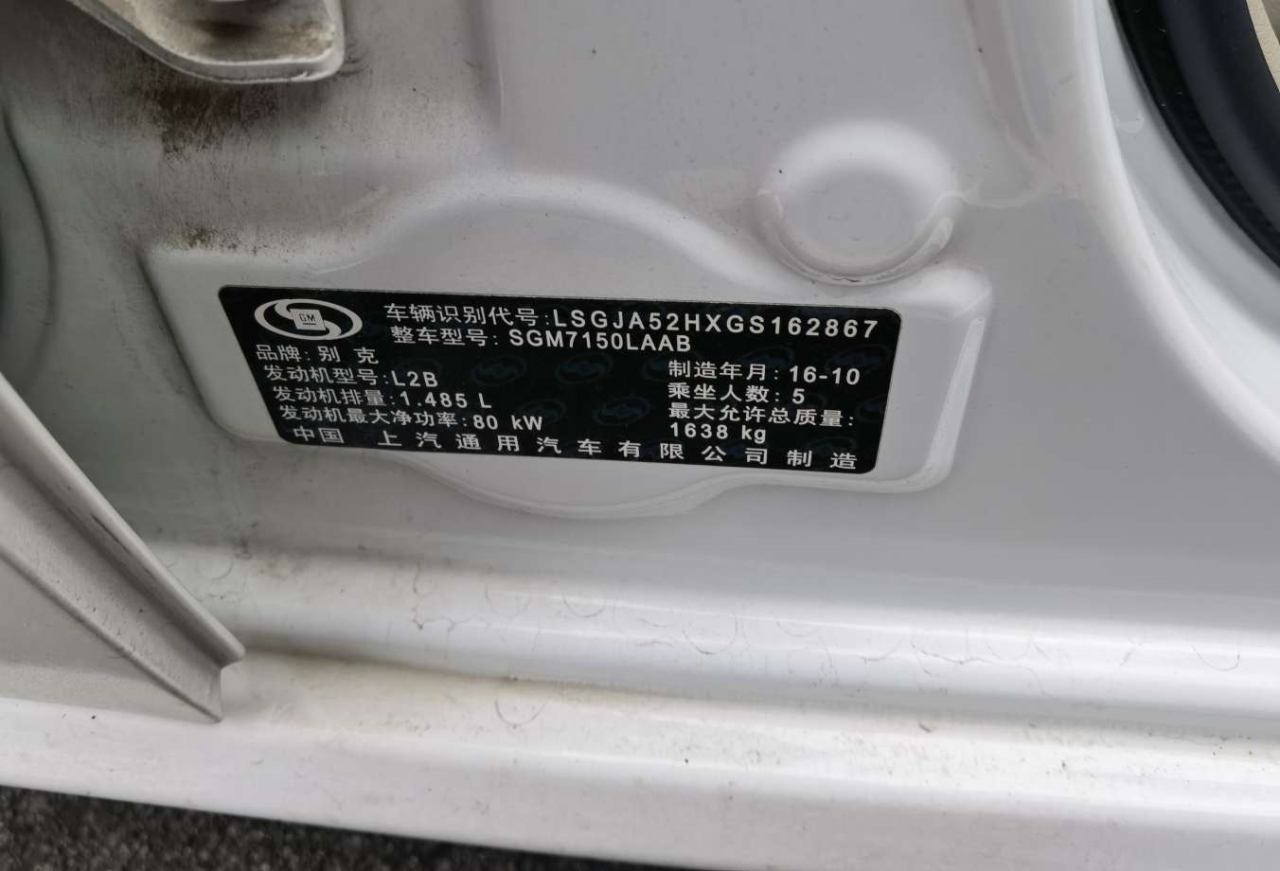 GM
车辆识别代号:LSGJA52HXGS162867
整车型号: SGM7150LAAB
品牌: 别 克
发动机型号:L2B
制造年月: 16-10
发动机排量:1.485 L
乘坐人数: 5
发动机最大净功率:80 kW
最大允许总质量:
1638 kg
中国 上汽通用汽车有限公司制造